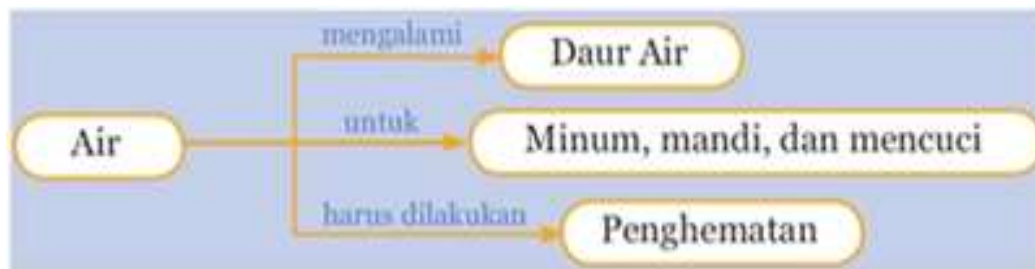 mengalami
Daur Air
Air
untuk
Minum, mandi, dan mencuci
harus dilakukan
Penghematan